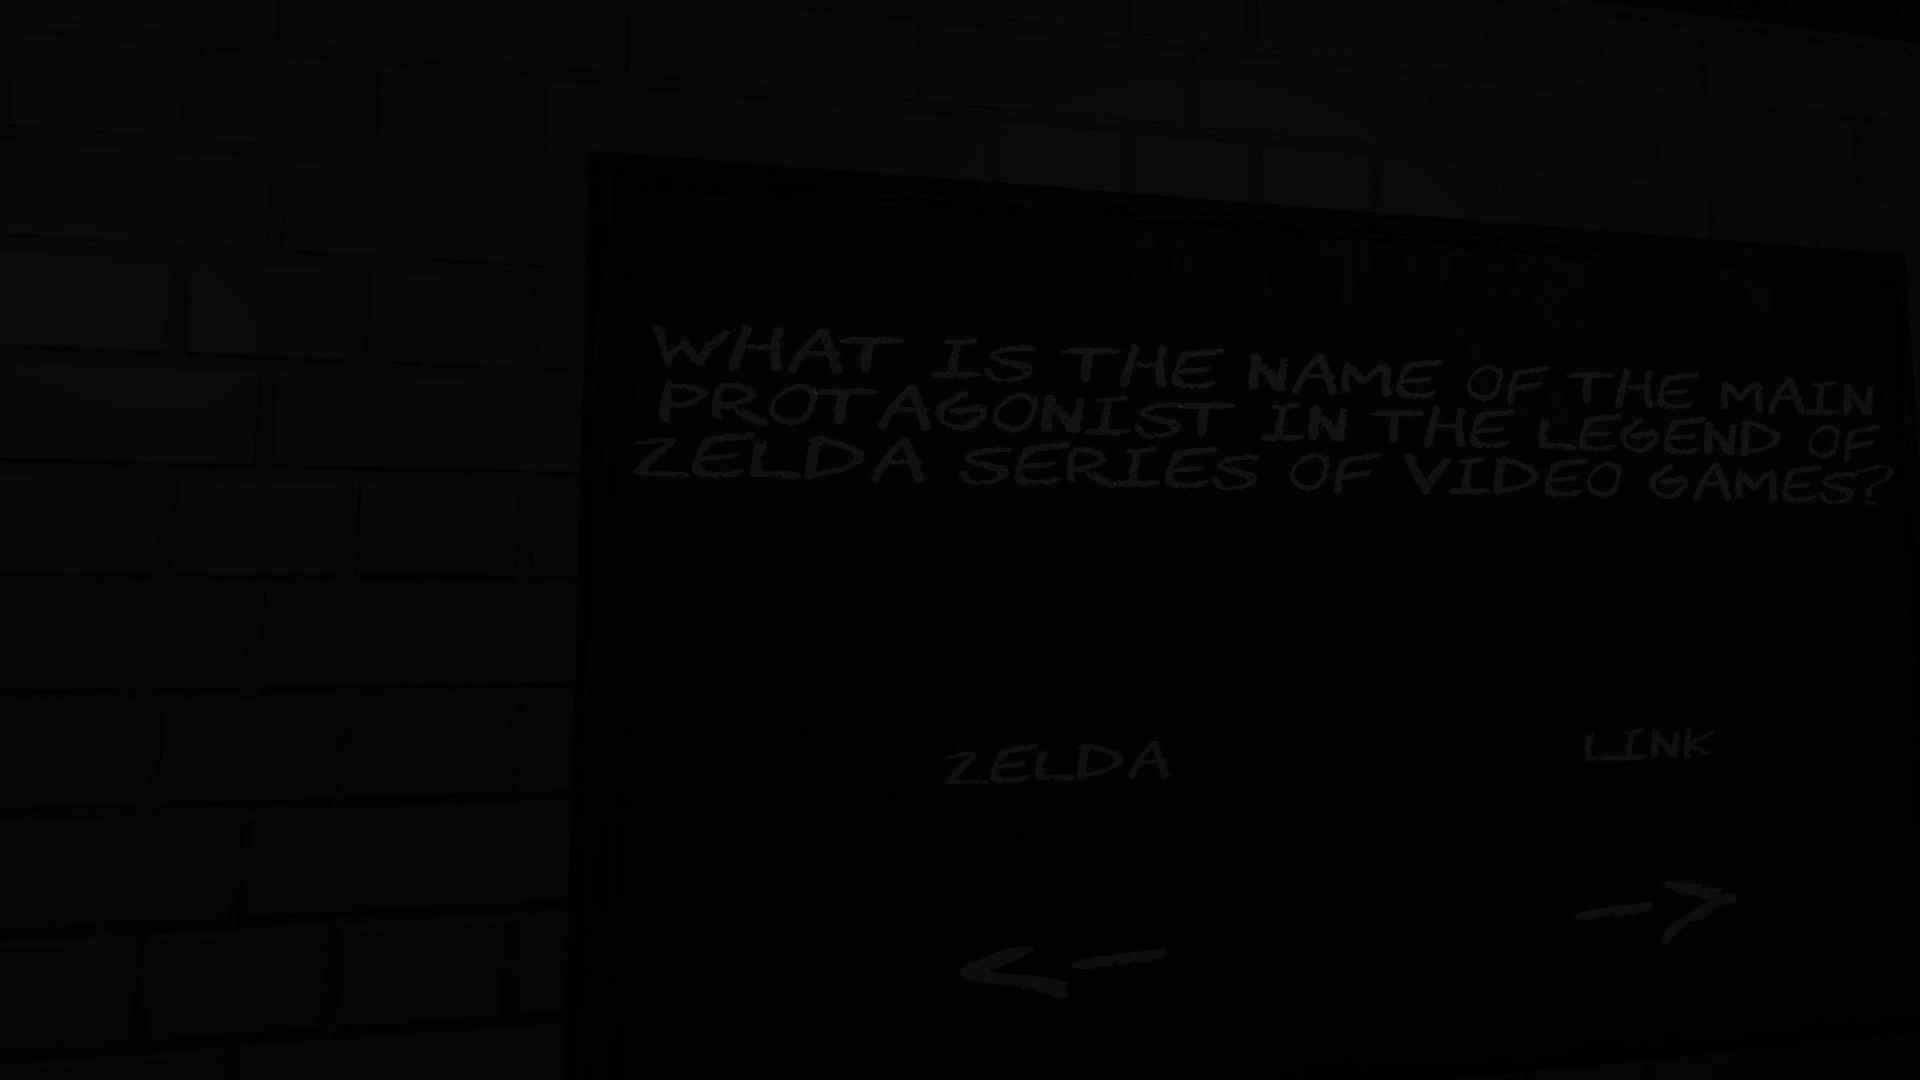 WHAT IS THE NAME OF THE MAIN
PROTAGONIST IN THE LEGEND OF
ZELDA SERIES OF VIDEO GAMES?
ZELDA LINK
<- ->